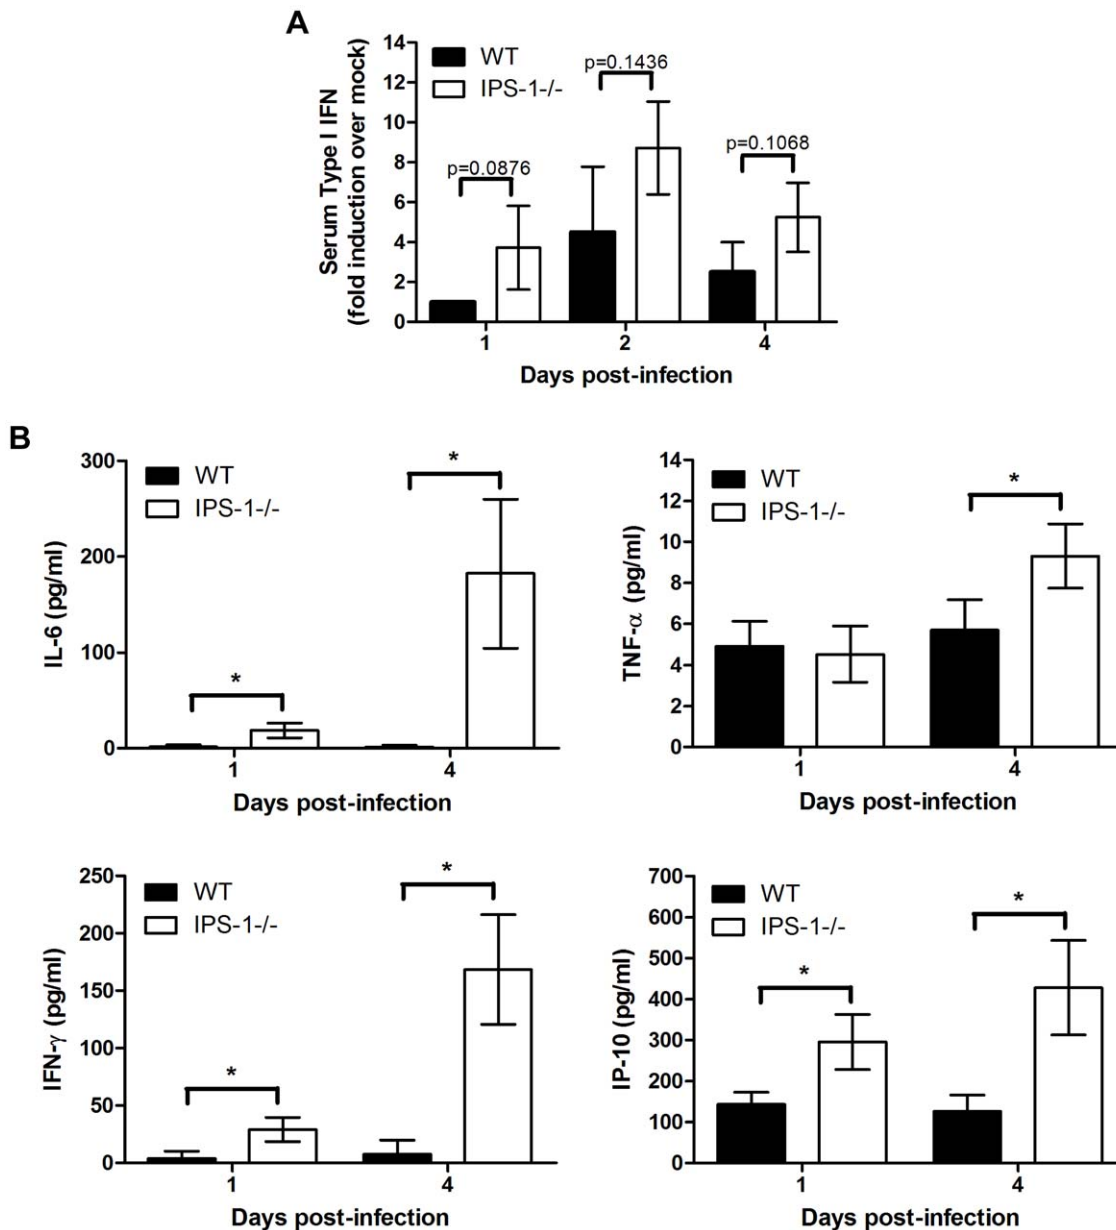 A
Serum Type I IFN
(fold induction over mock)
14
12
10
8
6
4
2
0
WT
IPS-1-/-
p=0.0876
p=0.1436
p=0.1068
1 2 4
Days post-infection
B
IL-6 (pg/ml)
300
200
100
0
WT
IPS-1-/-
*
*
1 4
Days post-infection
TNF-α (pg/ml)
14
12
10
8
6
4
2
0
WT
IPS-1-/-
*
1 4
Days post-infection
IFN-γ (pg/ml)
250
200
150
100
50
0
WT
IPS-1-/-
*
*
1 4
Days post-infection
IP-10 (pg/ml)
700
600
500
400
300
200
100
0
WT
IPS-1-/-
*
*
1 4
Days post-infection